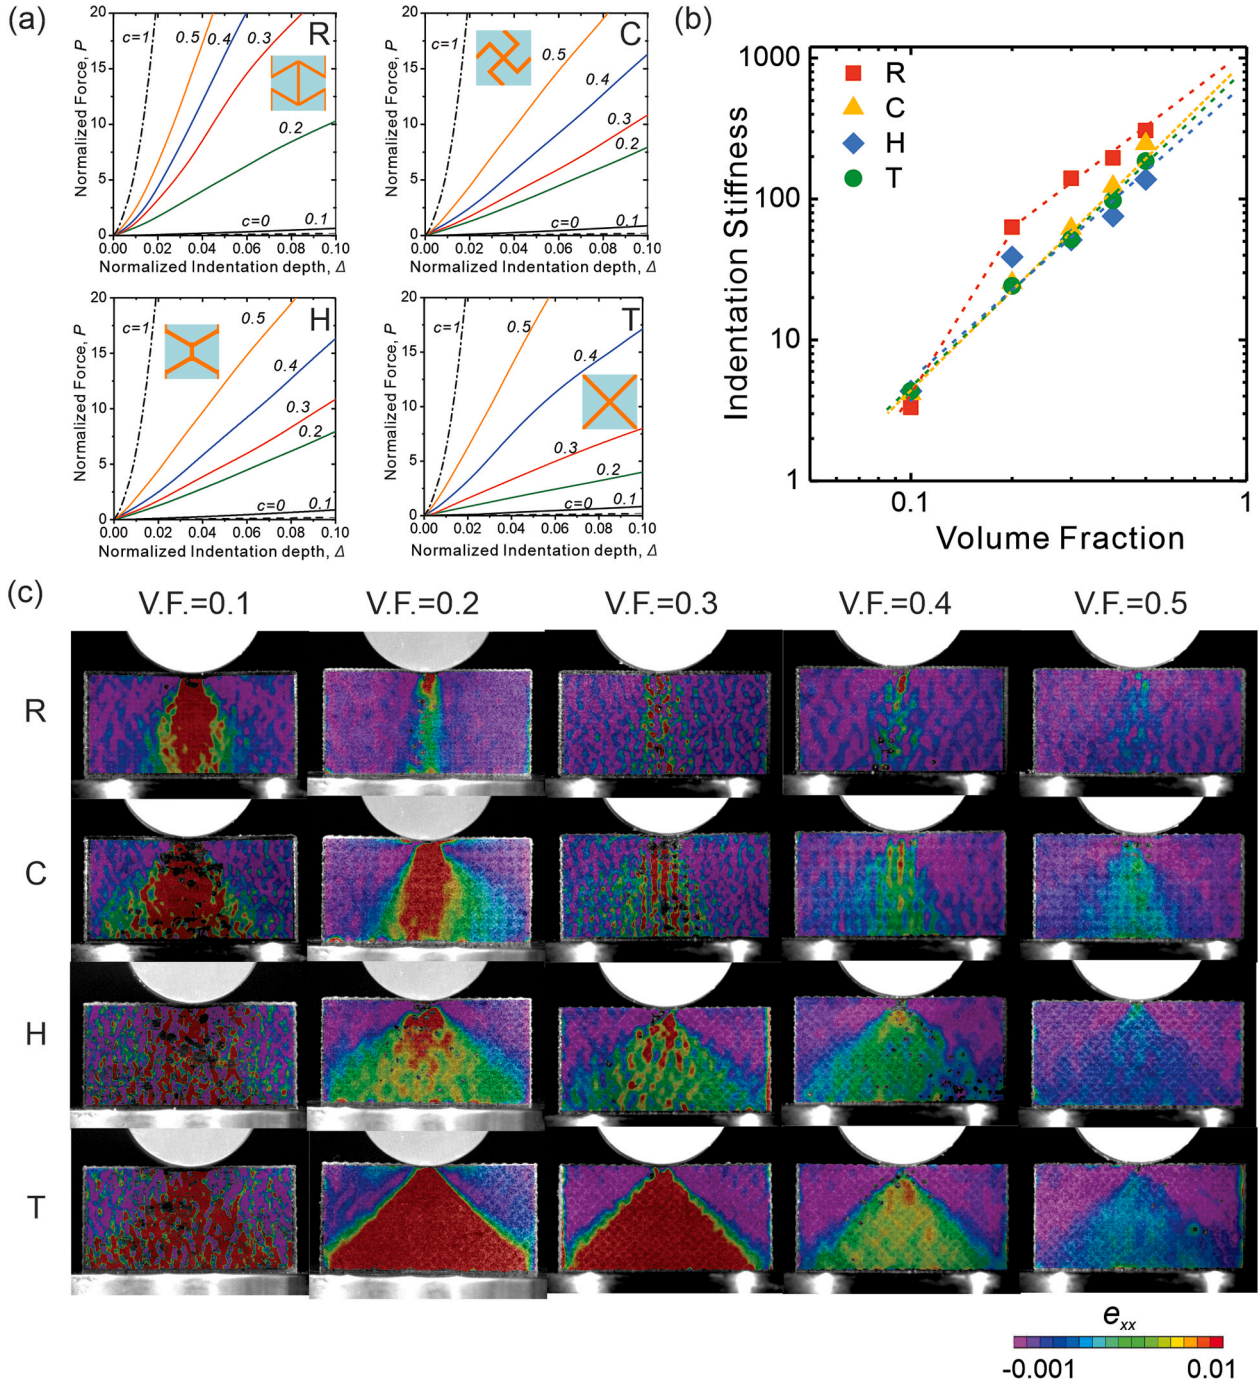 (a)
R
Normalized Force, P
20
15
10
5
0
0.00 0.02 0.04 0.06 0.08 0.10
Normalized Indentation depth, Δ
c=1
0.5
0.4
0.3
0.2
c=0
0.1
C
Normalized Force, P
20
15
10
5
0
0.00 0.02 0.04 0.06 0.08 0.10
Normalized Indentation depth, Δ
c=1
0.5
0.4
0.3
0.2
c=0
0.1
H
Normalized Force, P
20
15
10
5
0
0.00 0.02 0.04 0.06 0.08 0.10
Normalized Indentation depth, Δ
c=1
0.5
0.4
0.3
0.2
c=0
0.1
T
Normalized Force, P
20
15
10
5
0
0.00 0.02 0.04 0.06 0.08 0.10
Normalized Indentation depth, Δ
c=1
0.5
0.4
0.3
0.2
c=0
0.1
(b)
Indentation Stiffness
1000
100
10
1
R
C
H
T
0.1 1
Volume Fraction
(c)
V.F.=0.1 V.F.=0.2 V.F.=0.3 V.F.=0.4 V.F.=0.5
R
C
H
T
exx
-0.001 0.01